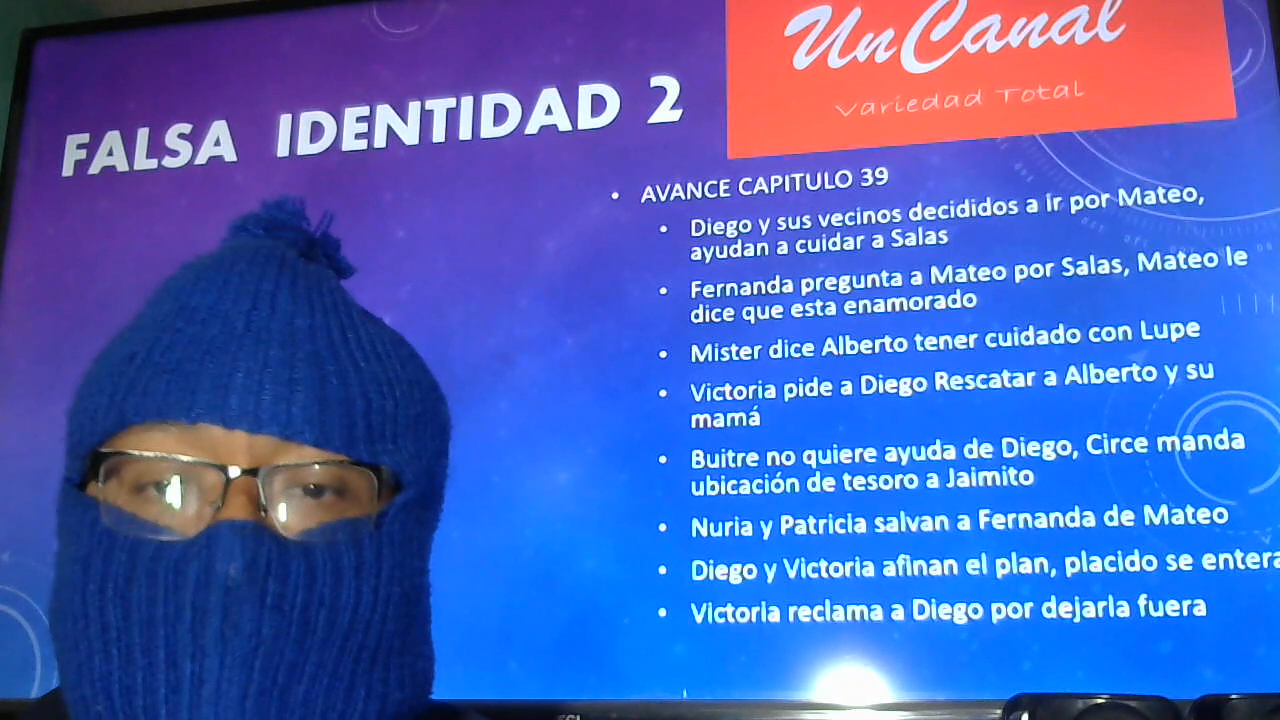 UnCanal
Variedad Total
FALSA IDENTIDAD 2
• AVANCE CAPITULO 39
• Diego y sus vecinos decididos a ir por Mateo,
ayudan a cuidar a Salas
• Fernanda pregunta a Mateo por Salas, Mateo le
dice que esta enamorado
• Mister dice Alberto tener cuidado con Lupe
• Victoria pide a Diego Rescatar a Alberto y su
mamá
• Buitre no quiere ayuda de Diego, Circe manda
ubicación de tesoro a Jaimito
• Nuria y Patricia salvan a Fernanda de Mateo
• Diego y Victoria afinan el plan, placido se entera
• Victoria reclama a Diego por dejarla fuera